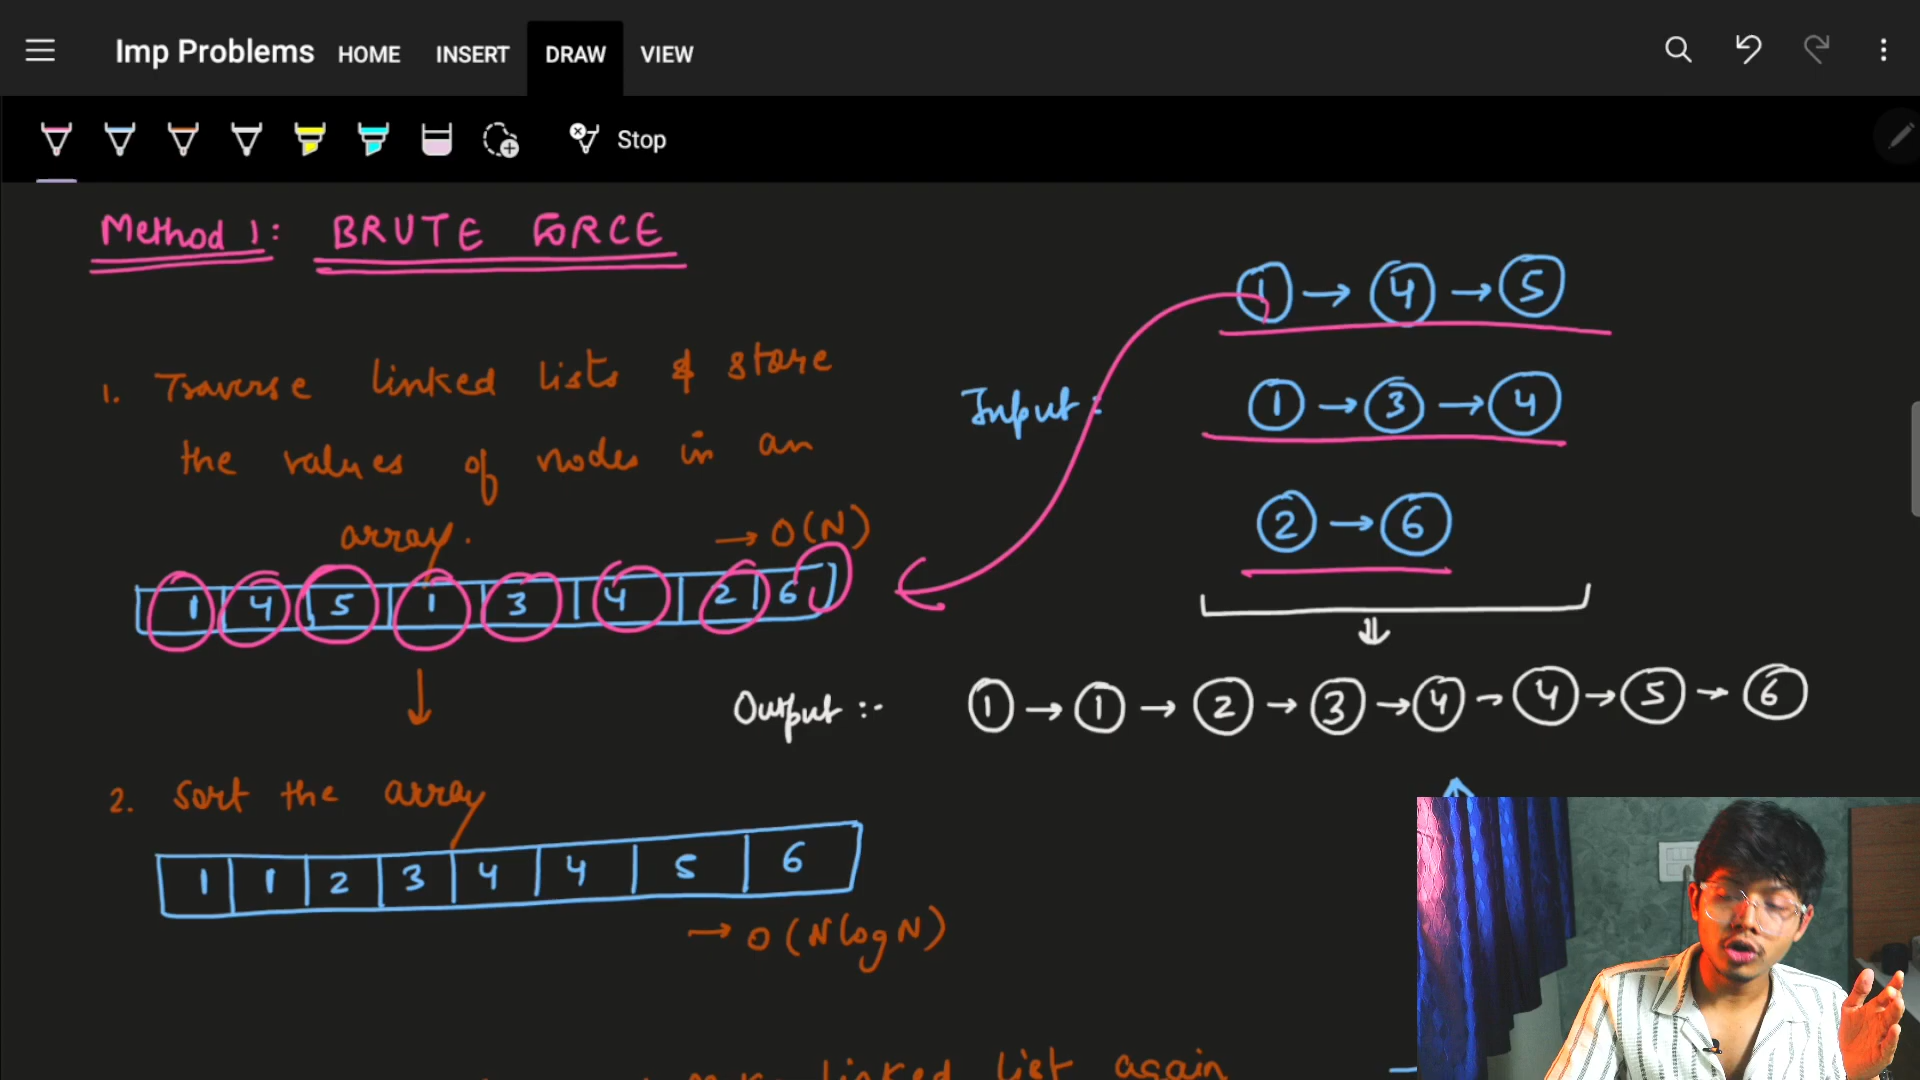 Imp Problems HOME INSERT DRAW VIEW
Stop
Method 1: BRUTE FORCE
1. Traverse linked lists & store
the values of nodes in an
array.
→ O(N)
1 4 5 1 3 4 2 6
↓
2. Sort the array
1 1 2 3 4 4 5 6
→ O(NlogN)
Input:
1 → 4 → 5
1 → 3 → 4
2 → 6
⇓
Output :- 1 → 1 → 2 → 3 → 4 → 4 → 5 → 6
linked list again